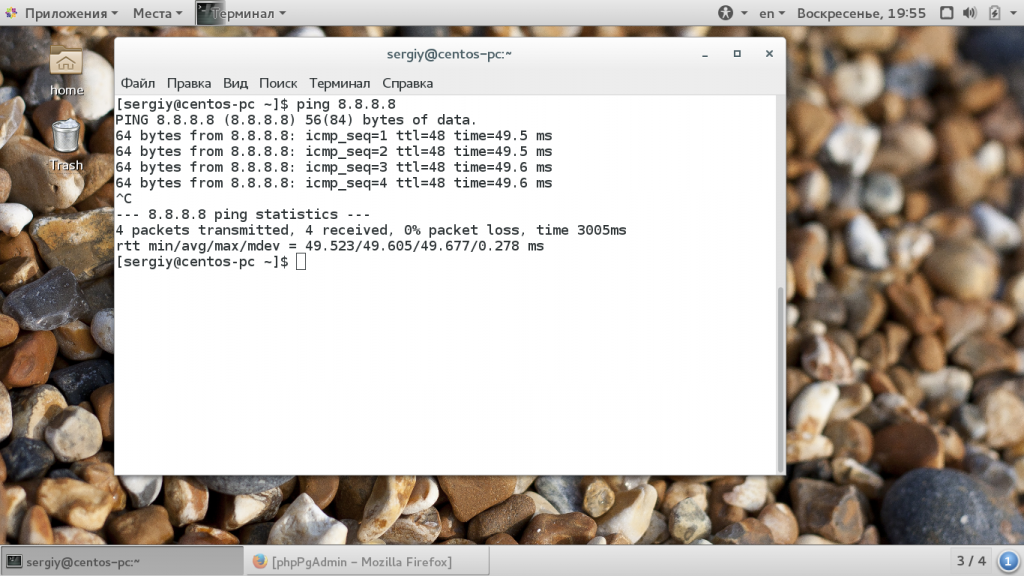 Приложения Места Терминал en Воскресенье, 19:55
home
Trash
sergiy@centos-pc:~
Файл Правка Вид Поиск Терминал Справка
[sergiy@centos-pc ~]$ ping 8.8.8.8
PING 8.8.8.8 (8.8.8.8) 56(84) bytes of data.
64 bytes from 8.8.8.8: icmp_seq=1 ttl=48 time=49.5 ms
64 bytes from 8.8.8.8: icmp_seq=2 ttl=48 time=49.5 ms
64 bytes from 8.8.8.8: icmp_seq=3 ttl=48 time=49.6 ms
64 bytes from 8.8.8.8: icmp_seq=4 ttl=48 time=49.6 ms
^C
--- 8.8.8.8 ping statistics ---
4 packets transmitted, 4 received, 0% packet loss, time 3005ms
rtt min/avg/max/mdev = 49.523/49.605/49.677/0.278 ms
[sergiy@centos-pc ~]$
sergiy@centos-pc:~ [phpPgAdmin - Mozilla Firefox] 3 / 4 1